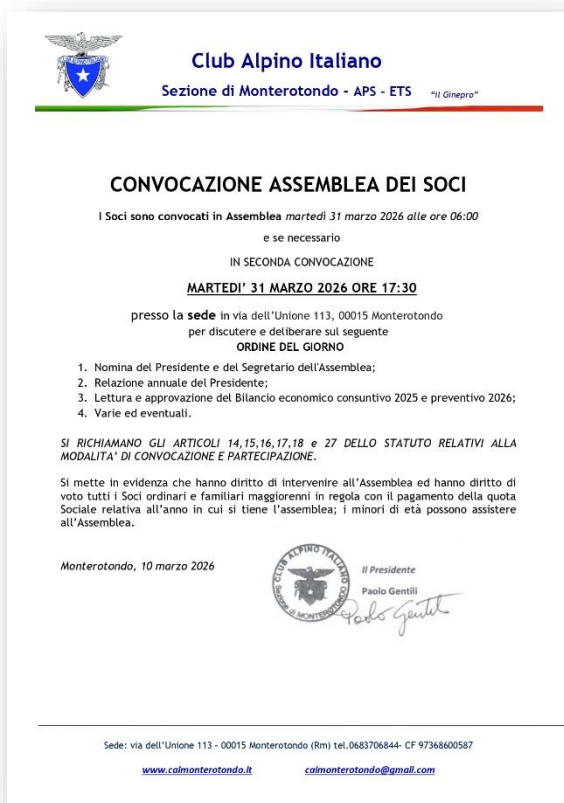 Club Alpino Italiano
Sezione di Monterotondo - APS - ETS "Il Ginepro"
CONVOCAZIONE ASSEMBLEA DEI SOCI
I Soci sono convocati in Assemblea martedì 31 marzo 2026 alle ore 06:00
e se necessario
IN SECONDA CONVOCAZIONE
MARTEDI' 31 MARZO 2026 ORE 17:30
presso la sede in via dell'Unione 113, 00015 Monterotondo
per discutere e deliberare sul seguente
ORDINE DEL GIORNO
1. Nomina del Presidente e del Segretario dell'Assemblea;
2. Relazione annuale del Presidente;
3. Lettura e approvazione del Bilancio economico consuntivo 2025 e preventivo 2026;
4. Varie ed eventuali.
SI RICHIAMANO GLI ARTICOLI 14,15,16,17,18 e 27 DELLO STATUTO RELATIVI ALLA
MODALITA' DI CONVOCAZIONE E PARTECIPAZIONE.
Si mette in evidenza che hanno diritto di intervenire all'Assemblea ed hanno diritto di
voto tutti i Soci ordinari e familiari maggiorenni in regola con il pagamento della quota
Sociale relativa all'anno in cui si tiene l'assemblea; i minori di età possono assistere
all'Assemblea.
Monterotondo, 10 marzo 2026
CLUB ALPINO ITALIANO
Sezione di MONTEROTONDO
Il Presidente
Paolo Gentili
Paolo Gentili
Sede: via dell'Unione 113 - 00015 Monterotondo (Rm) tel.0683706844- CF 97368600587
www.caimonterotondo.it caimonterotondo@gmail.com